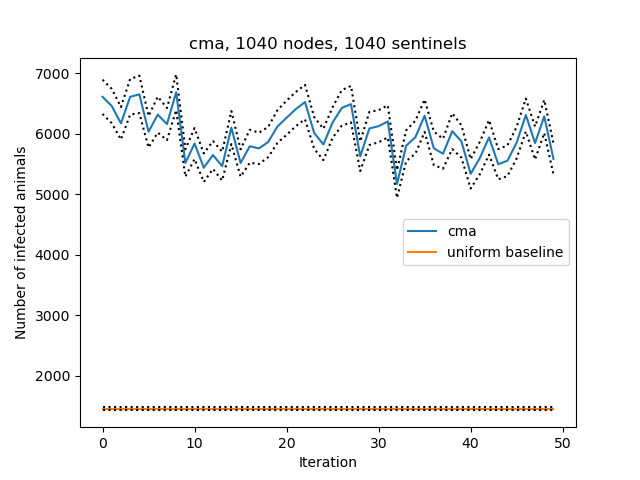 cma, 1040 nodes, 1040 sentinels
7000
6000
5000
4000
3000
2000
Number of infected animals
cma
uniform baseline
0 10 20 30 40 50
Iteration